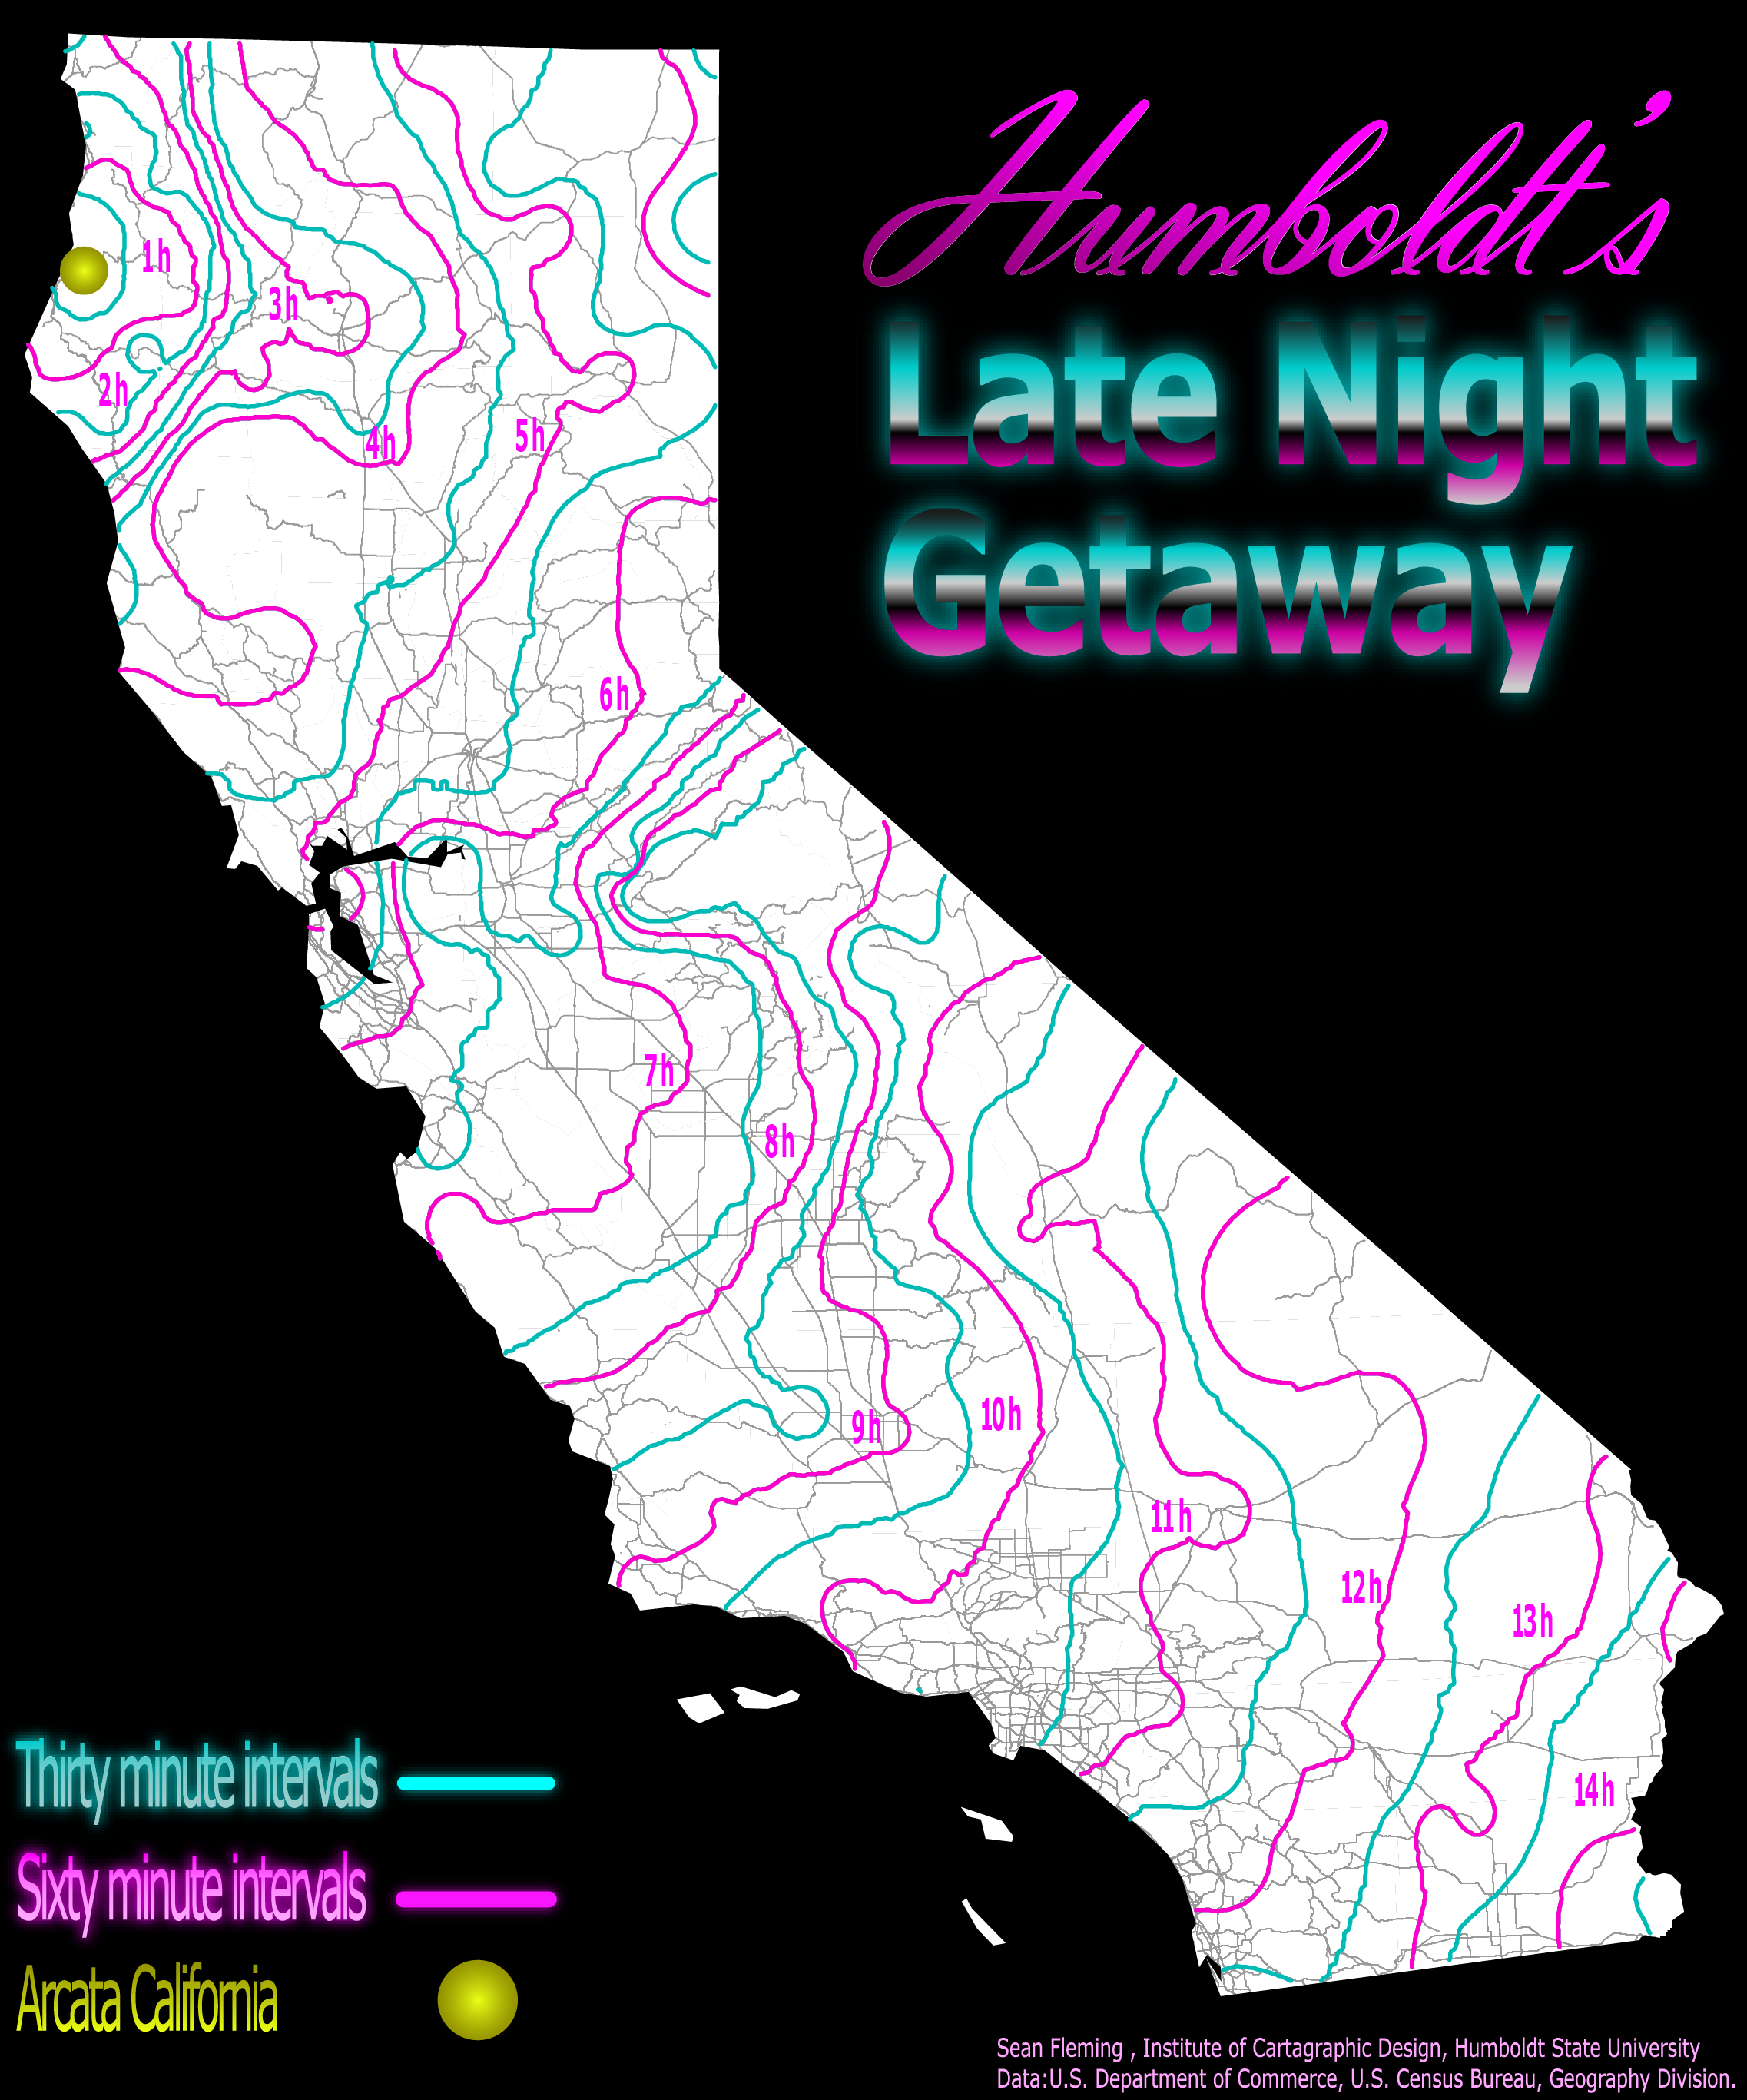 Humboldt's
Late Night
Getaway
1h
3h
2h
4h
5h
6h
7h
8h
9h
10h
11h
12h
13h
14h
Thirty minute intervals
Sixty minute intervals
Arcata California
Sean Fleming , Institute of Cartagraphic Design, Humboldt State University
Data:U.S. Department of Commerce, U.S. Census Bureau, Geography Division.